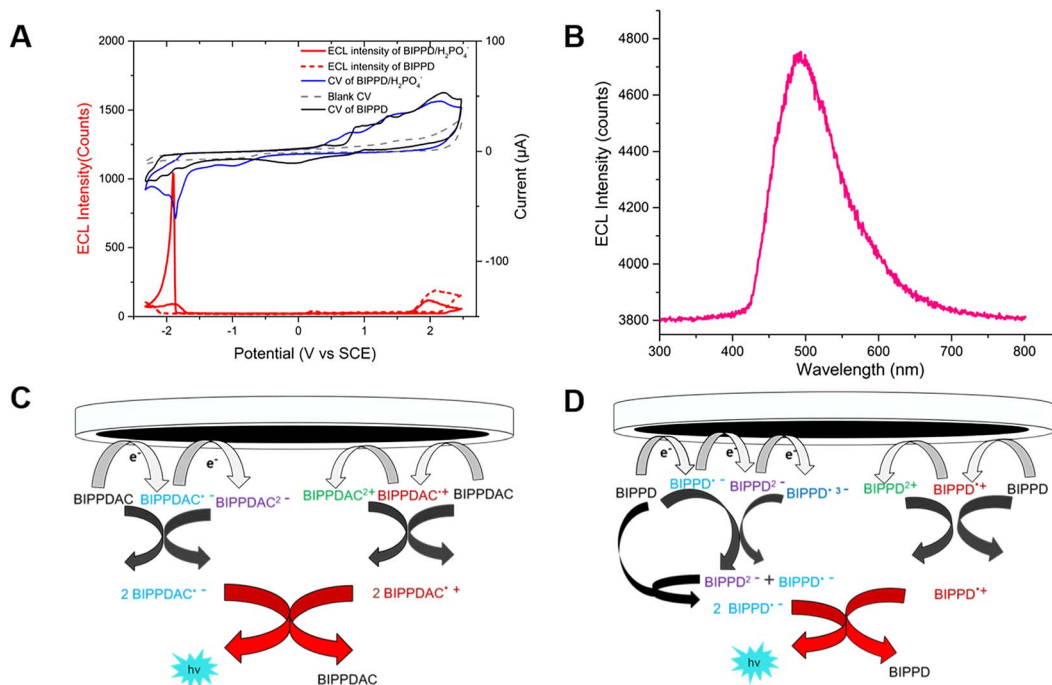 A
ECL Intensity(Counts)
2000
1500
1000
500
0
ECL intensity of BIPPD/H₂PO₄⁻
ECL intensity of BIPPD
CV of BIPPD/H₂PO₄⁻
Blank CV
CV of BIPPD
100
0
-100
Current (µA)
-2 -1 0 1 2
Potential (V vs SCE)
B
ECL Intensity (counts)
4800
4600
4400
4200
4000
3800
300 400 500 600 700 800
Wavelength (nm)
C
e⁻ e⁻
BIPPDAC BIPPDAC•⁻ BIPPDAC²⁻ BIPPDAC²⁺ BIPPDAC•⁺ BIPPDAC
2 BIPPDAC•⁻ 2 BIPPDAC•⁺
hv
BIPPDAC
D
e⁻ e⁻ e⁻
BIPPD BIPPD•⁻ BIPPD²⁻ BIPPD•³⁻ BIPPD²⁺ BIPPD•⁺ BIPPD
BIPPD²⁻ + BIPPD•⁻
2 BIPPD•⁻ BIPPD•⁺
hv
BIPPD